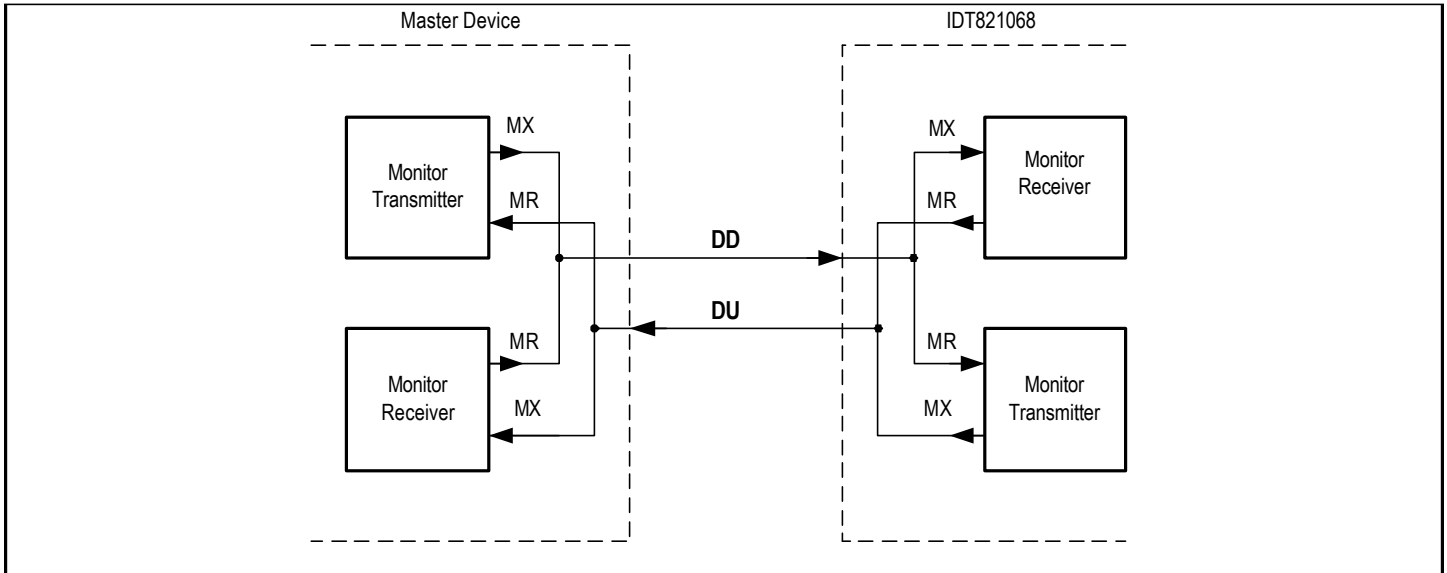 Master Device
IDT821068
MX
Monitor
Transmitter
MR
MX
Monitor
Receiver
MR
DD
DU
MR
Monitor
Receiver
MX
MR
Monitor
Transmitter
MX